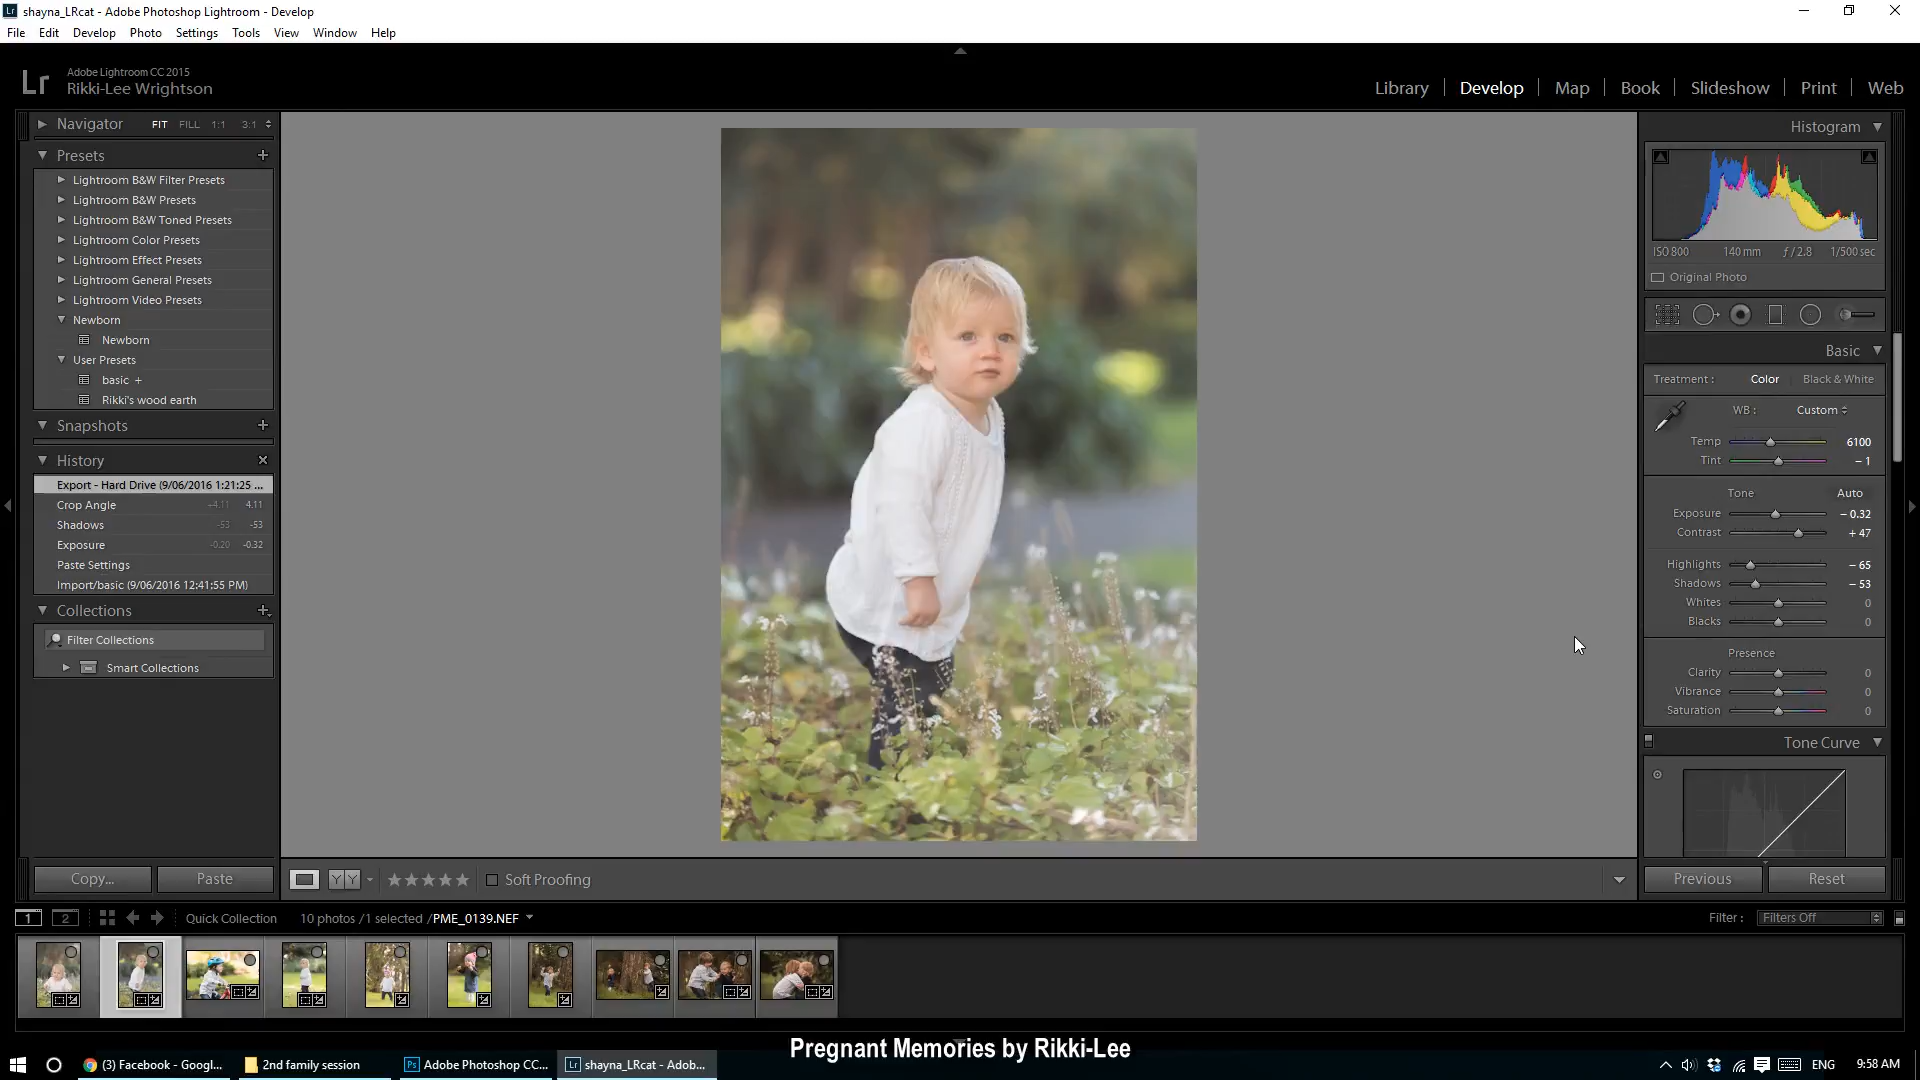 shayna_LRcat - Adobe Photoshop Lightroom - Develop
File Edit Develop Photo Settings Tools View Window Help
Lr
Adobe Lightroom CC 2015
Rikki-Lee Wrightson
Library Develop Map Book Slideshow Print Web
Navigator FIT FILL 1:1 3:1
Presets +
Lightroom B&W Filter Presets
Lightroom B&W Presets
Lightroom B&W Toned Presets
Lightroom Color Presets
Lightroom Effect Presets
Lightroom General Presets
Lightroom Video Presets
Newborn
Newborn
User Presets
basic +
Rikki's wood earth
Snapshots +
History
Export - Hard Drive (9/06/2016 1:21:25 ...
Crop Angle -4.11 4.11
Shadows -53 -53
Exposure -0.20 -0.32
Paste Settings
Import/basic (9/06/2016 12:41:55 PM)
Collections +
Filter Collections
Smart Collections
Copy... Paste
YY Soft Proofing
Histogram
ISO 800 140 mm ƒ / 2.8 1/500 sec
Original Photo
Basic
Treatment : Color Black & White
WB : Custom
Temp 6100
Tint – 1
Tone Auto
Exposure – 0.32
Contrast + 47
Highlights – 65
Shadows – 53
Whites 0
Blacks 0
Presence
Clarity 0
Vibrance 0
Saturation 0
Tone Curve
Previous Reset
1 2 Quick Collection 10 photos /1 selected /PME_0139.NEF Filter : Filters Off
Pregnant Memories by Rikki-Lee
(3) Facebook - Googl... 2nd family session Ps Adobe Photoshop CC... Lr shayna_LRcat - Adob... ENG 9:58 AM